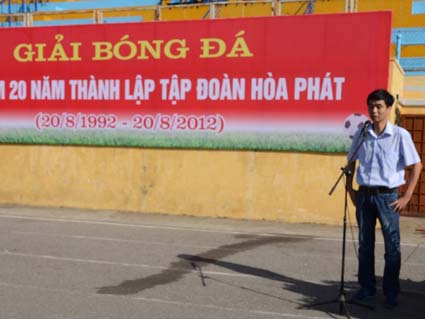 GIẢI BÓNG ĐÁ
M 20 NĂM THÀNH LẬP TẬP ĐOÀN HÒA PHÁT
(20/8/1992 - 20/8/2012)